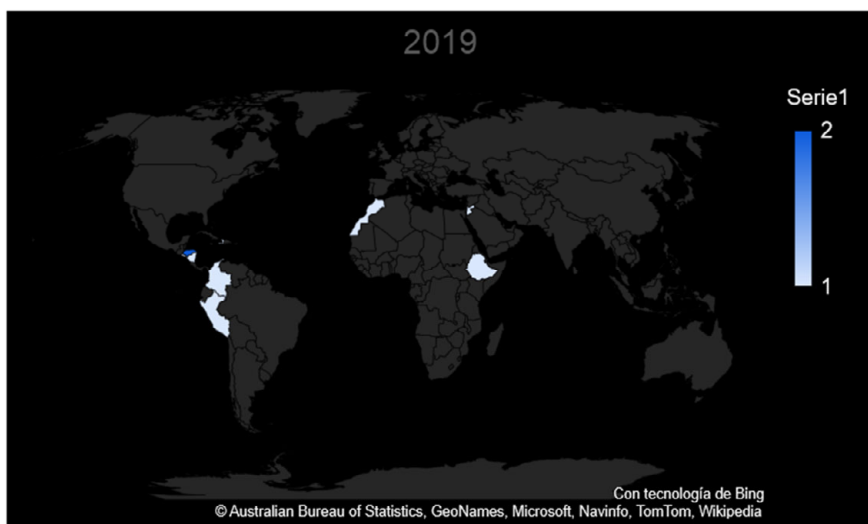 2019
Serie1
2
1
Con tecnología de Bing
© Australian Bureau of Statistics, GeoNames, Microsoft, Navinfo, TomTom, Wikipedia